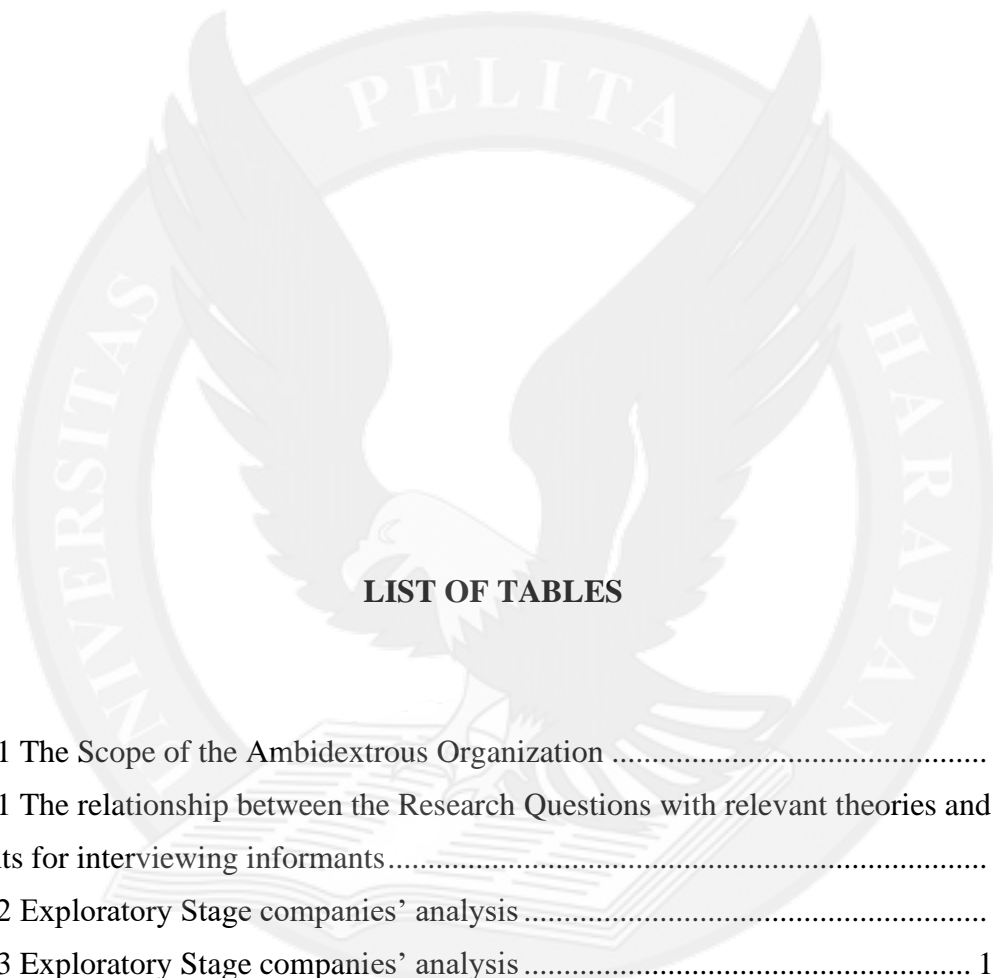 UNIVERSITAS PELITA HARAPAN
LIST OF TABLES
1 The Scope of the Ambidextrous Organization ............................................
1 The relationship between the Research Questions with relevant theories and
ts for interviewing informants......................................................................
2 Exploratory Stage companies’ analysis ......................................................
3 Exploratory Stage companies’ analysis .................................................... 1